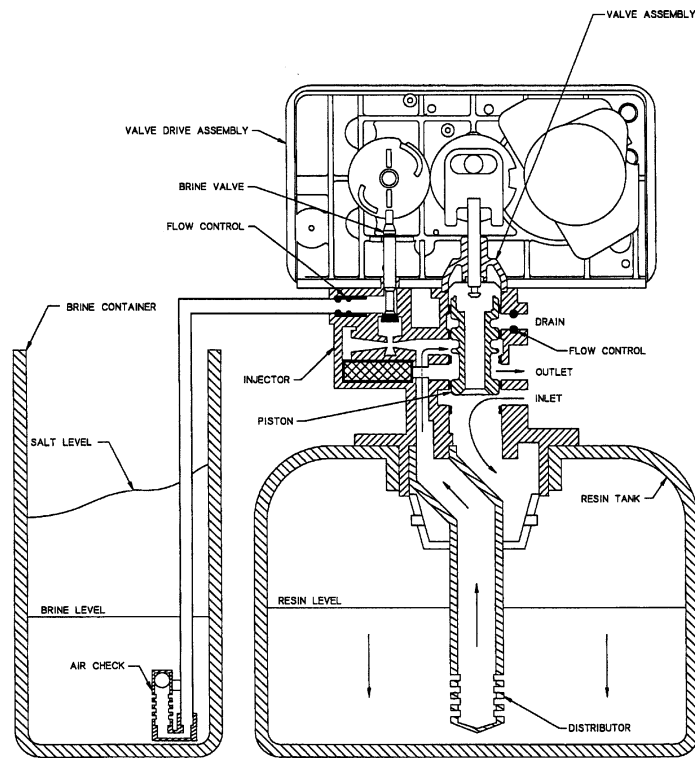 VALVE ASSEMBLY
VALVE DRIVE ASSEMBLY
BRINE VALVE
FLOW CONTROL
BRINE CONTAINER
DRAIN
FLOW CONTROL
INJECTOR
OUTLET
INLET
PISTON
SALT LEVEL
RESIN TANK
RESIN LEVEL
BRINE LEVEL
AIR CHECK
DISTRIBUTOR